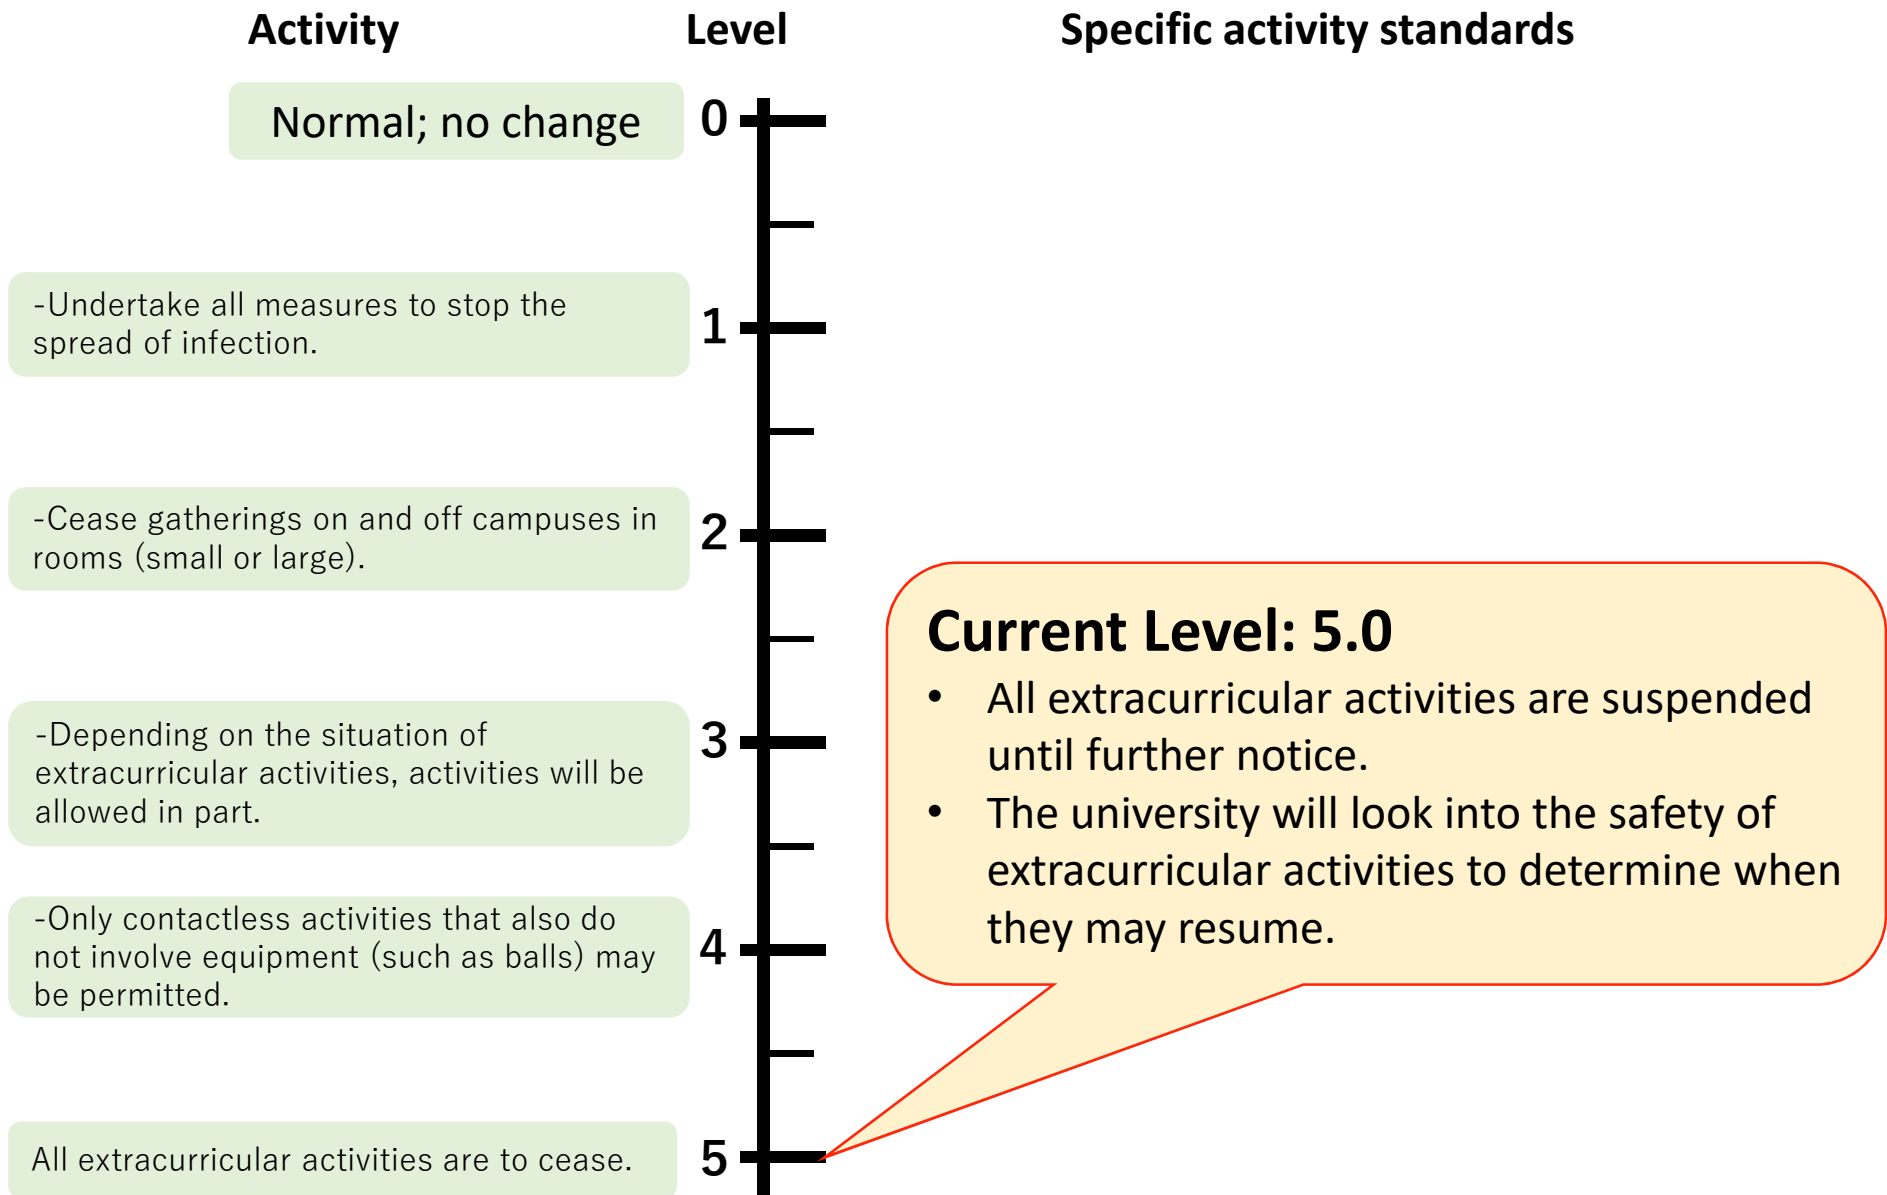 Activity Level Specific activity standards
Normal; no change 0
-Undertake all measures to stop the
spread of infection.
1
-Cease gatherings on and off campuses in
rooms (small or large).
2
-Depending on the situation of
extracurricular activities, activities will be
allowed in part.
3
-Only contactless activities that also do
not involve equipment (such as balls) may
be permitted.
4
All extracurricular activities are to cease. 5
Current Level: 5.0
• All extracurricular activities are suspended
until further notice.
• The university will look into the safety of
extracurricular activities to determine when
they may resume.